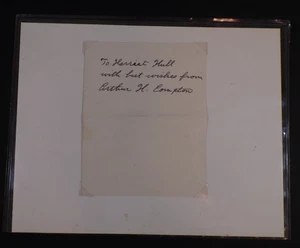 To Harriet Hull
with best wishes from
Arthur H. Compton